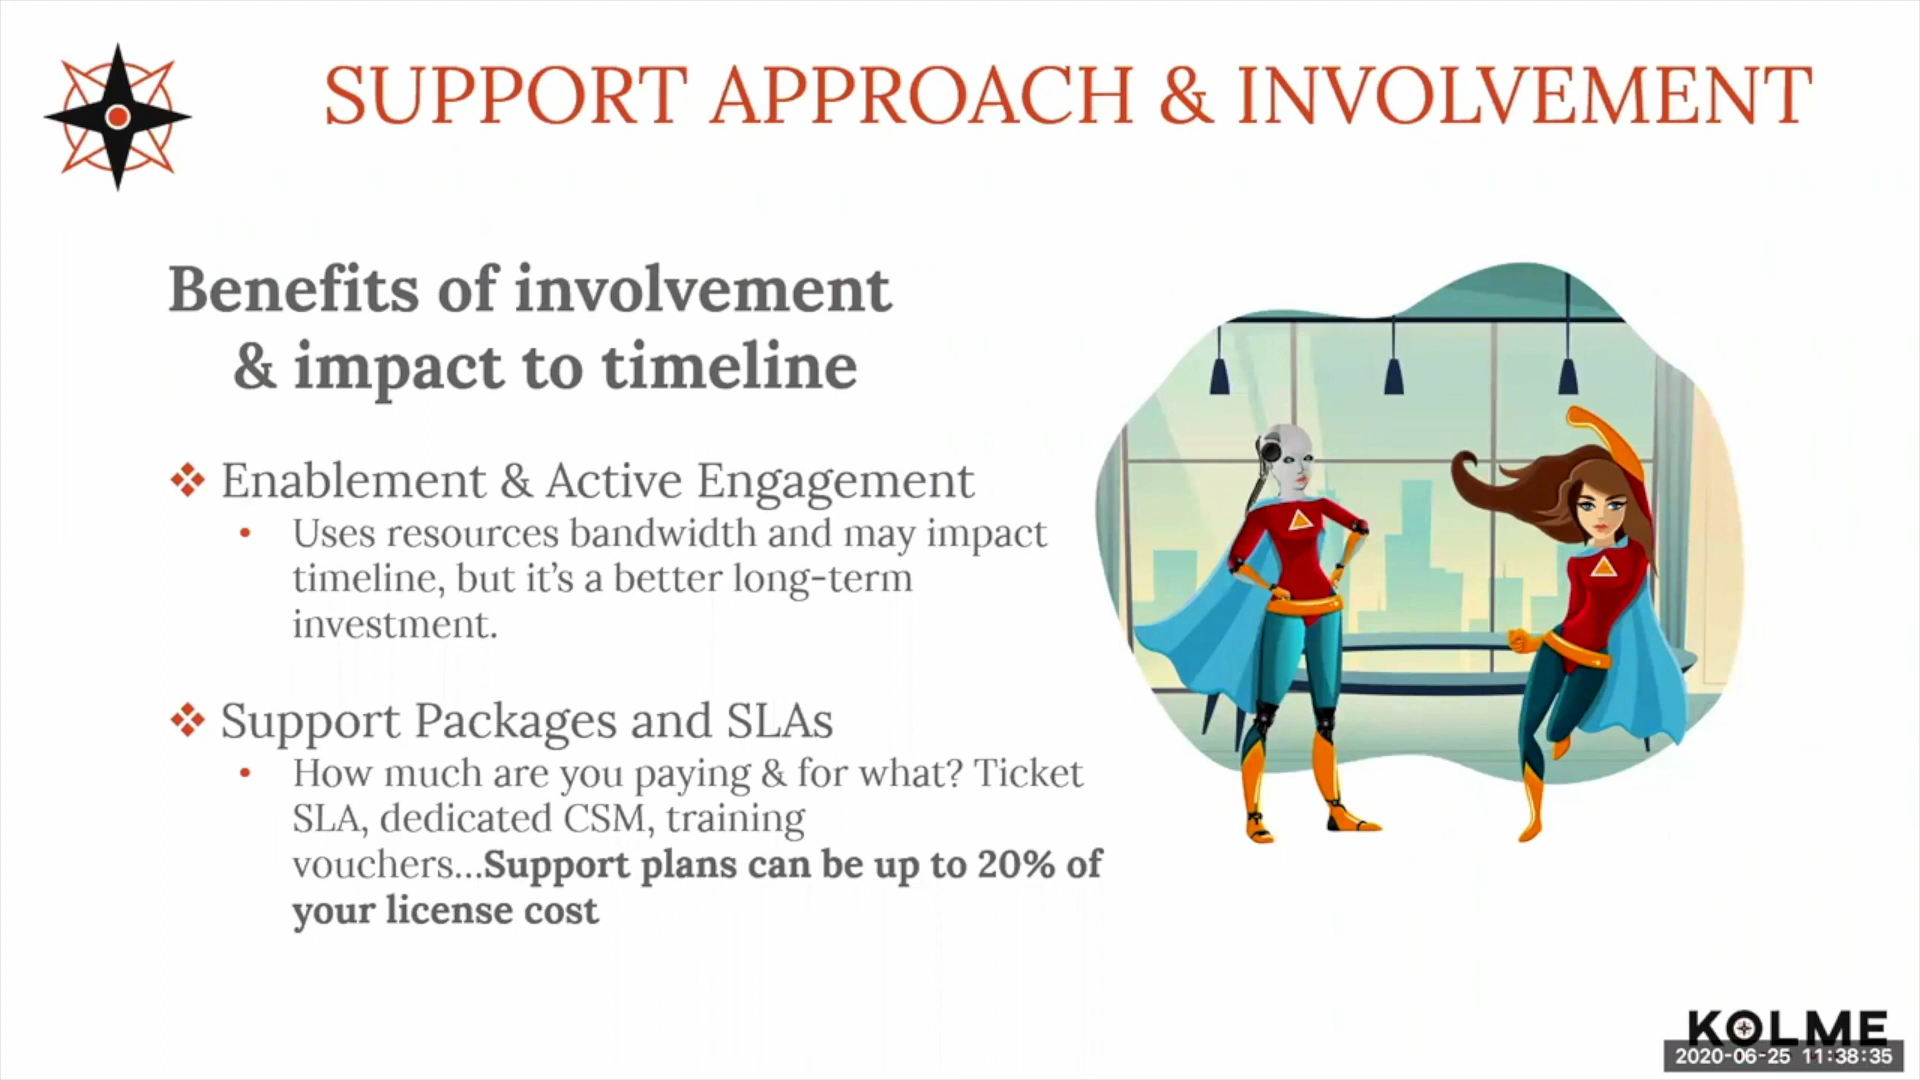 SUPPORT APPROACH & INVOLVEMENT
Benefits of involvement
& impact to timeline
Enablement & Active Engagement
Uses resources bandwidth and may impact
timeline, but it’s a better long-term
investment.
Support Packages and SLAs
How much are you paying & for what? Ticket
SLA, dedicated CSM, training
vouchers...Support plans can be up to 20% of
your license cost
KOLME
2020-06-25 11:38:35